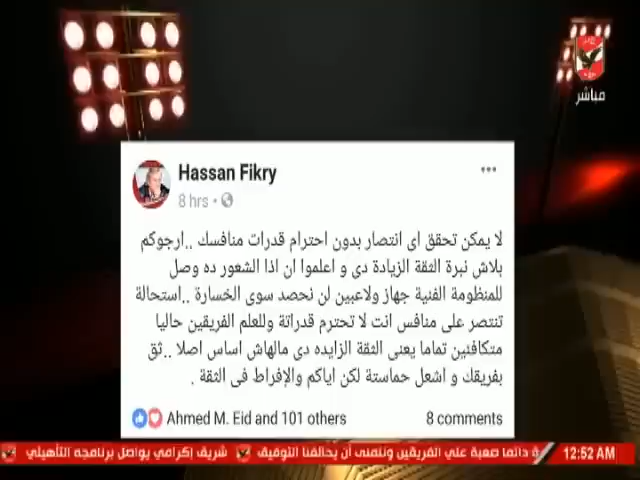 مباشر
Hassan Fikry
8 hrs
لا يمكن تحقق اى انتصار بدون احترام قدرات منافسك ..ارجوكم
بلاش نبرة الثقة الزيادة دى و اعلموا ان اذا الشعور ده وصل
للمنظومة الفنية جهاز ولاعبين لن نحصد سوى الخسارة ..استحالة
تنتصر على منافس انت لا تحترم قدراتة وللعلم الفريقين حاليا
متكافئين تماما يعنى الثقة الزايده دى مالهاش اساس اصلا ..ثق
بفريقك و اشعل حماستة لكن اياكم والإفراط فى الثقة .
Ahmed M. Eid and 101 others 8 comments
ة دائما صعبة علي الفريقين ونتمنى أن يحالفنا التوفيق شريف إكرامي يواصل برنامجه التأهيلي 12:52 AM